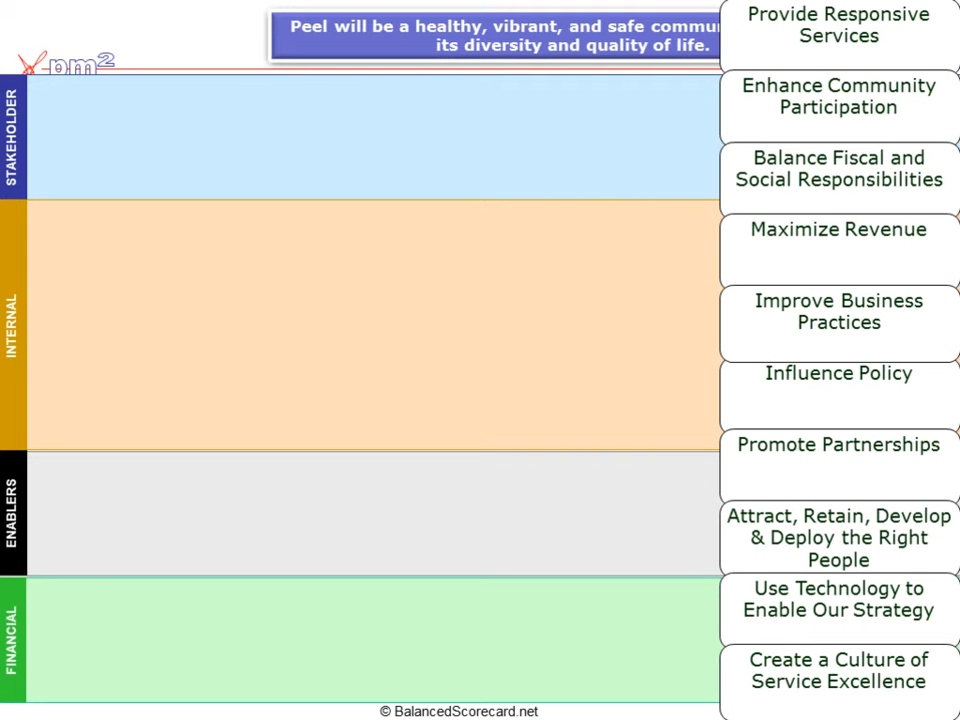 Peel will be a healthy, vibrant, and safe
its diversity and quality of life.
pm2
STAKEHOLDER
INTERNAL
ENABLERS
FINANCIAL
Provide Responsive
Services
Enhance Community
Participation
Balance Fiscal and
Social Responsibilities
Maximize Revenue
Improve Business
Practices
Influence Policy
Promote Partnerships
Attract, Retain, Develop
& Deploy the Right
People
Use Technology to
Enable Our Strategy
Create a Culture of
Service Excellence
© BalancedScorecard.net